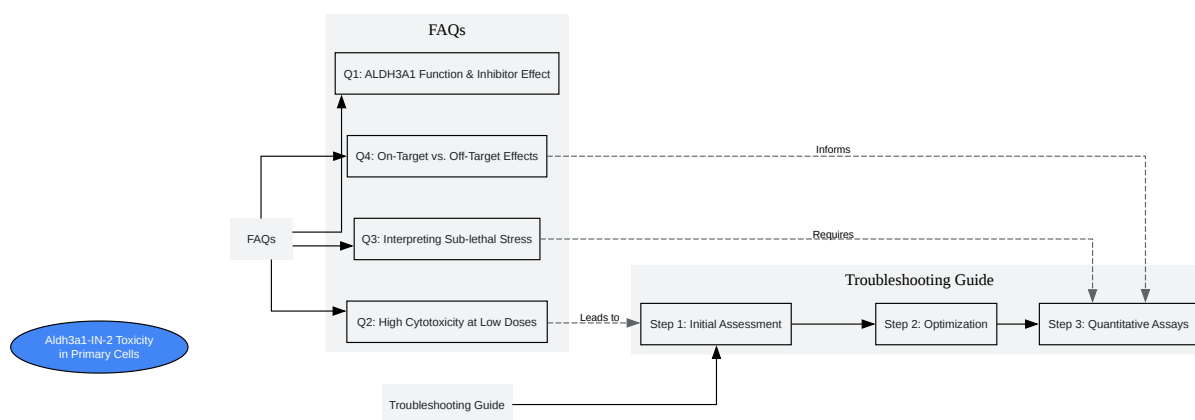 FAQs
Q1: ALDH3A1 Function & Inhibitor Effect
Q4: On-Target vs. Off-Target Effects
Informs
FAQs
Q3: Interpreting Sub-lethal Stress
Requires
Troubleshooting Guide
Q2: High Cytotoxicity at Low Doses
Leads to
Step 1: Initial Assessment
Step 2: Optimization
Step 3: Quantitative Assays
Aldh3a1-IN-2 Toxicity
in Primary Cells
Troubleshooting Guide